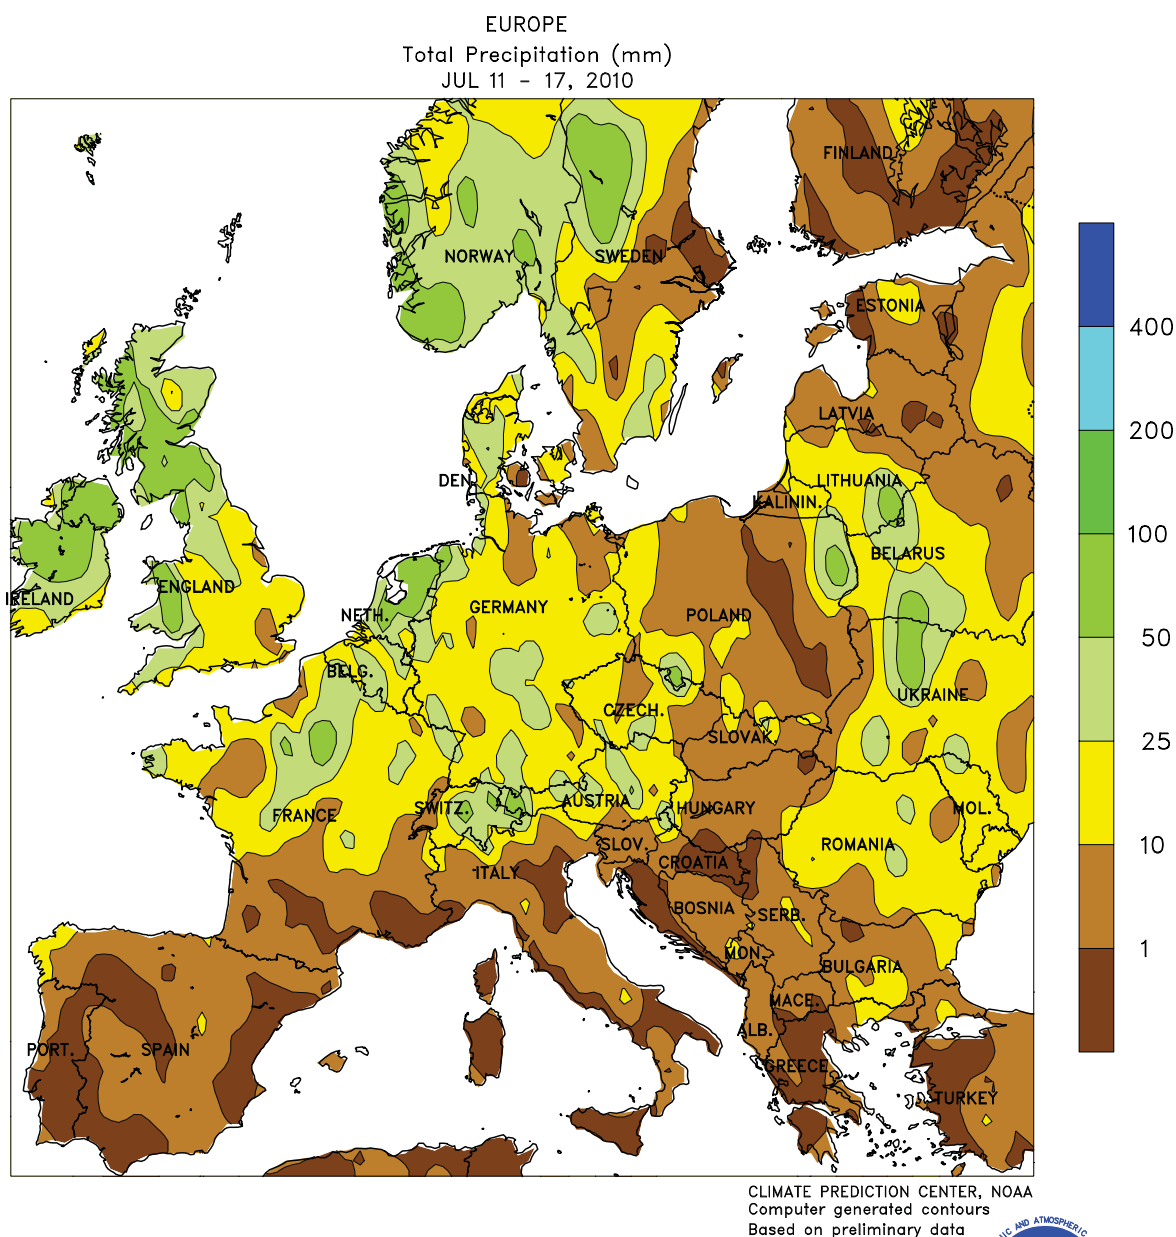 EUROPE
Total Precipitation (mm)
JUL 11 - 17, 2010
FINLAND
NORWAY
SWEDEN
ESTONIA
400
LATVIA
200
DEN.
LITHUANIA
KALININ.
100
BELARUS
ENGLAND
IRELAND
NETH.
GERMANY
POLAND
50
BELG.
UKRAINE
CZECH.
SLOVAK.
25
SWITZ.
AUSTRIA
HUNGARY
MOL.
FRANCE
SLOV.
ROMANIA
10
CROATIA
ITALY
BOSNIA
SERB.
MON.
1
BULGARIA
MACE.
ALB.
PORT.
SPAIN
GREECE
TURKEY
CLIMATE PREDICTION CENTER, NOAA
Computer generated contours
Based on preliminary data
AND ATMOSPHERIC